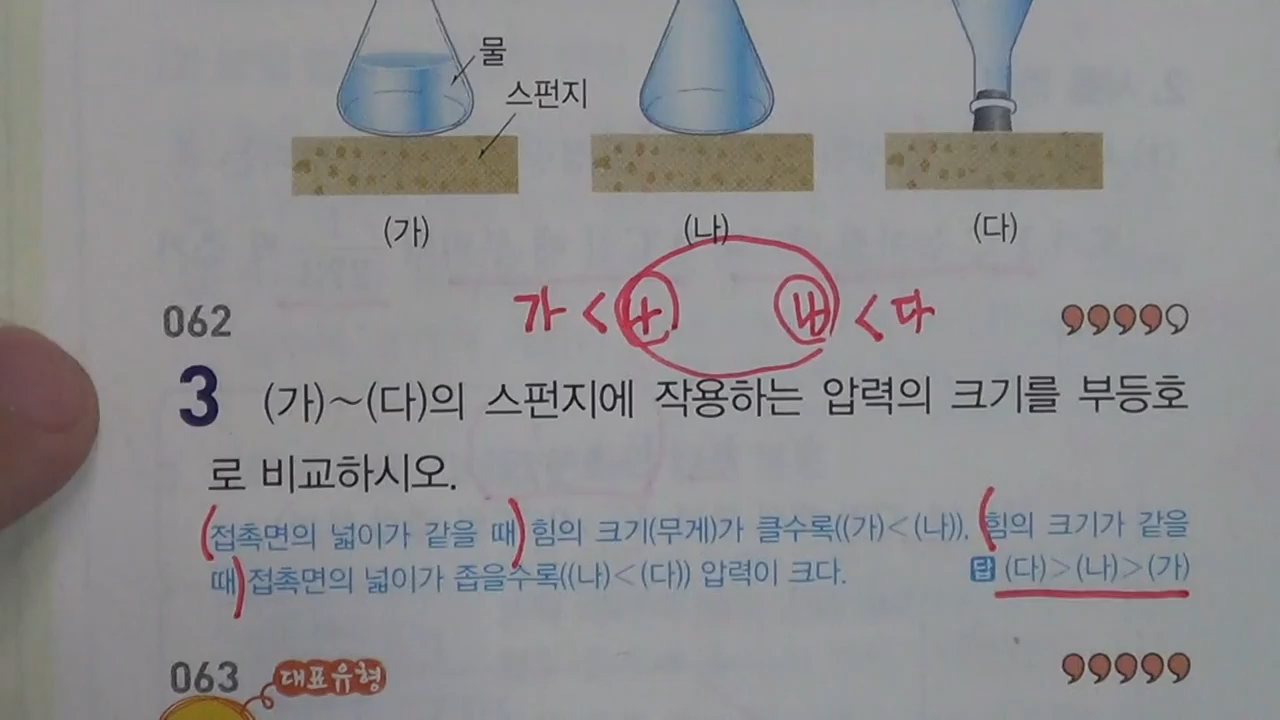 물
스펀지
(가) (나) (다)
가 < 나 나 < 다
062
3 (가)~(다)의 스펀지에 작용하는 압력의 크기를 부등호
로 비교하시오.
접촉면의 넓이가 같을 때 힘의 크기(무게)가 클수록((가)<(나)), 힘의 크기가 같을
때 접촉면의 넓이가 좁을수록((나)<(다)) 압력이 크다. 답 (다)>(나)>(가)
063 대표유형